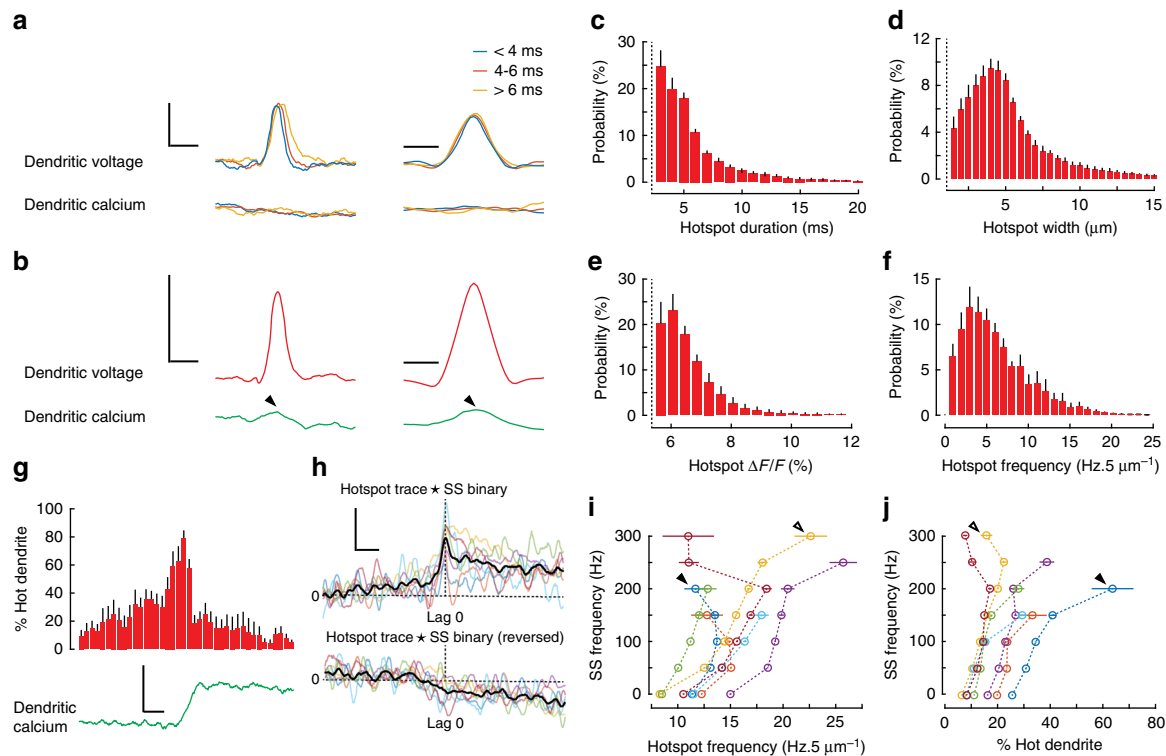 a
< 4 ms
4-6 ms
> 6 ms
Dendritic voltage
Dendritic calcium
b
Dendritic voltage
Dendritic calcium
c
30
20
10
0
Probability (%)
5
10
15
20
Hotspot duration (ms)
d
12
8
4
0
Probability (%)
5
10
15
Hotspot width (μm)
e
30
20
10
0
Probability (%)
6
8
10
12
Hotspot ΔF/F (%)
f
15
10
5
0
Probability (%)
0
5
10
15
20
25
Hotspot frequency (Hz.5 μm⁻¹)
g
100
80
60
40
20
0
% Hot dendrite
Dendritic calcium
h
Hotspot trace ★ SS binary
0
Lag 0
Hotspot trace ★ SS binary (reversed)
0
Lag 0
i
300
200
100
0
SS frequency (Hz)
10
15
20
25
Hotspot frequency (Hz.5 μm⁻¹)
j
300
200
100
0
SS frequency (Hz)
0
20
40
60
80
% Hot dendrite